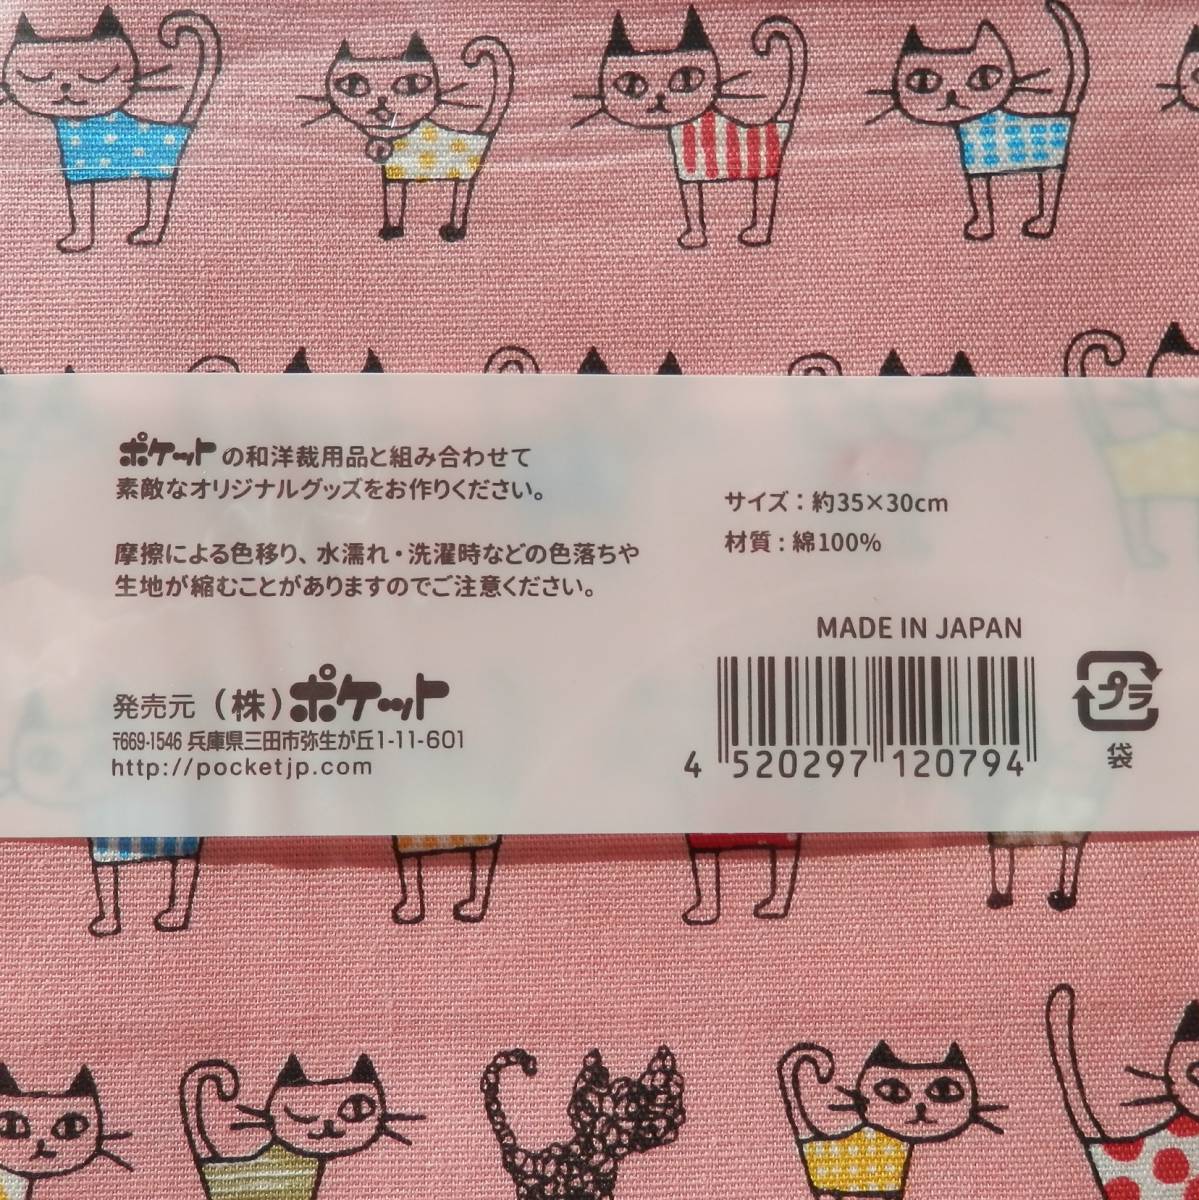 ポケットの和洋裁用品と組み合わせて
素敵なオリジナルグッズをお作りください。
摩擦による色移り、水濡れ・洗濯時などの色落ちや
生地が縮むことがありますのでご注意ください。
発売元（株）ポケット
〒669-1546 兵庫県三田市弥生が丘1-11-601
http://pocketjp.com
サイズ：約35×30cm
材質：綿100%
MADE IN JAPAN
4 520297 120794
プラ
袋